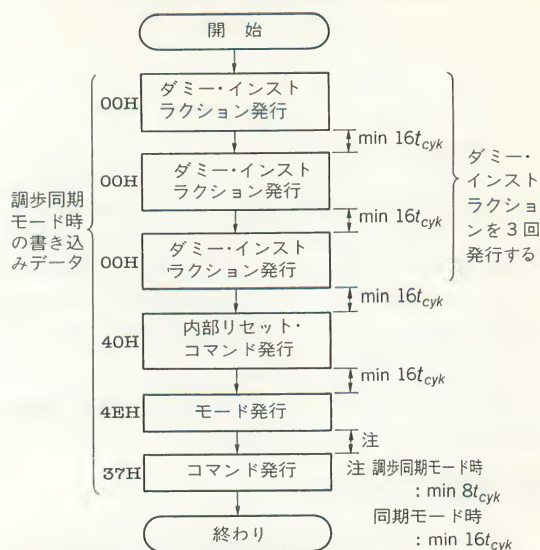 開 始
00H
ダミー・インスト
ラクション発行
min 16tcyk
00H
ダミー・インスト
ラクション発行
min 16tcyk
00H
ダミー・インスト
ラクション発行
min 16tcyk
40H
内部リセット・
コマンド発行
min 16tcyk
4EH
モード発行
注
37H
コマンド発行
終わり
調歩同期
モード時
の書き込
みデータ
ダミー・
インスト
ラクショ
ンを3回
発行する
注 調歩同期モード時
: min 8tcyk
同期モード時
: min 16tcyk